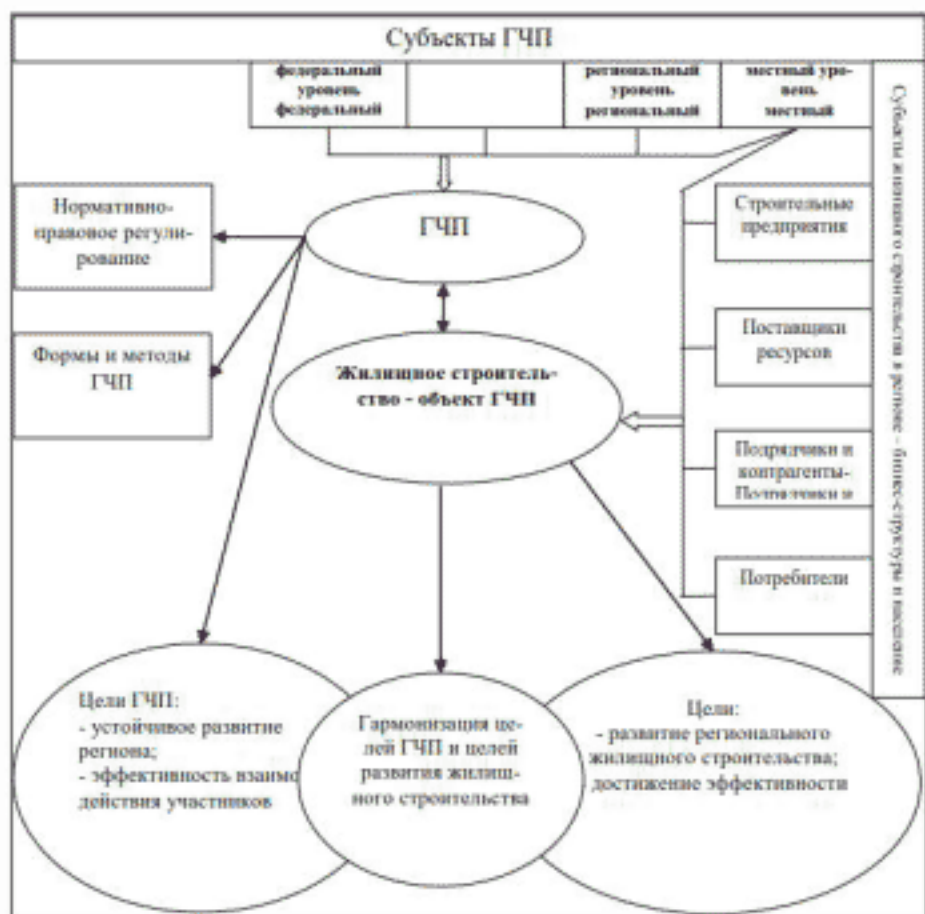 Субъекты ГЧП
федеральный
уровень
федеральный
региональный
уровень
региональный
местный уро-
вень
местный
Субъекты жилищного строительства в регионе - бизнес-структуры и население
Нормативно-
правовое регули-
рование
ГЧП
Строительные
предприятия
Формы и методы
ГЧП
Жилищное строитель-
ство - объект ГЧП
Поставщики
ресурсов
Подрядчики и
контрагенты-
Подрядчики и
Потребители
Цели ГЧП:
- устойчивое развитие
региона;
- эффективность взаимо
действия участников
Гармонизация це-
лей ГЧП и целей
развития жилищ-
ного строительства
Цели:
- развитие регионального
жилищного строительства;
достижение эффективности